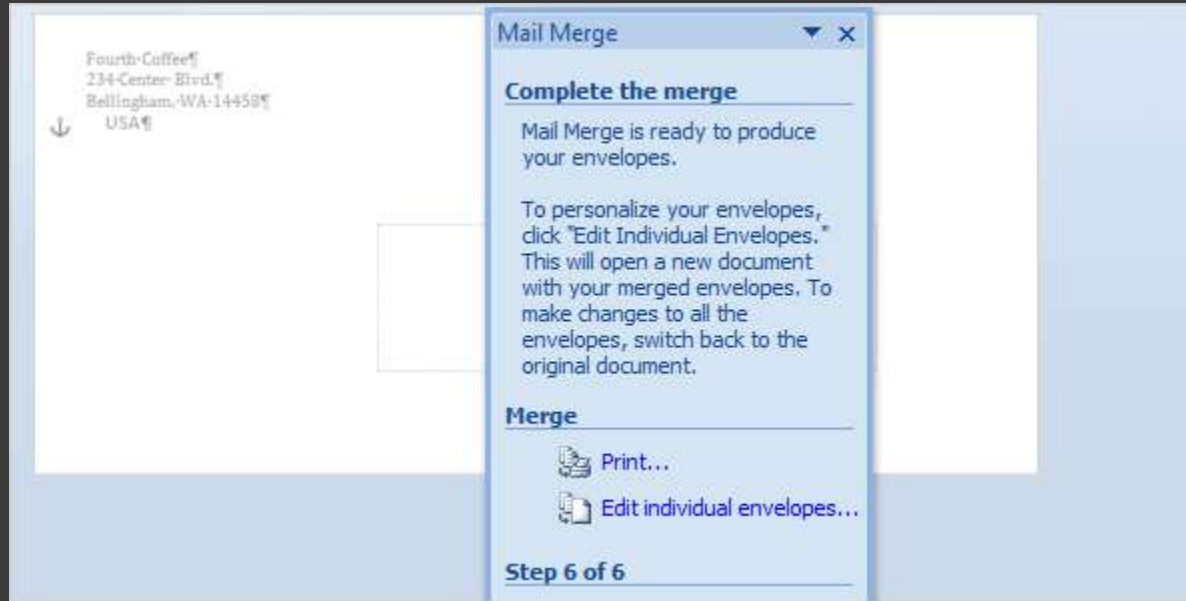 Fourth·Coffee¶
234·Center·Blvd.¶
Bellingham,·WA·14458¶
USA¶
Mail Merge
Complete the merge
Mail Merge is ready to produce
your envelopes.
To personalize your envelopes,
click "Edit Individual Envelopes."
This will open a new document
with your merged envelopes. To
make changes to all the
envelopes, switch back to the
original document.
Merge
Print...
Edit individual envelopes...
Step 6 of 6